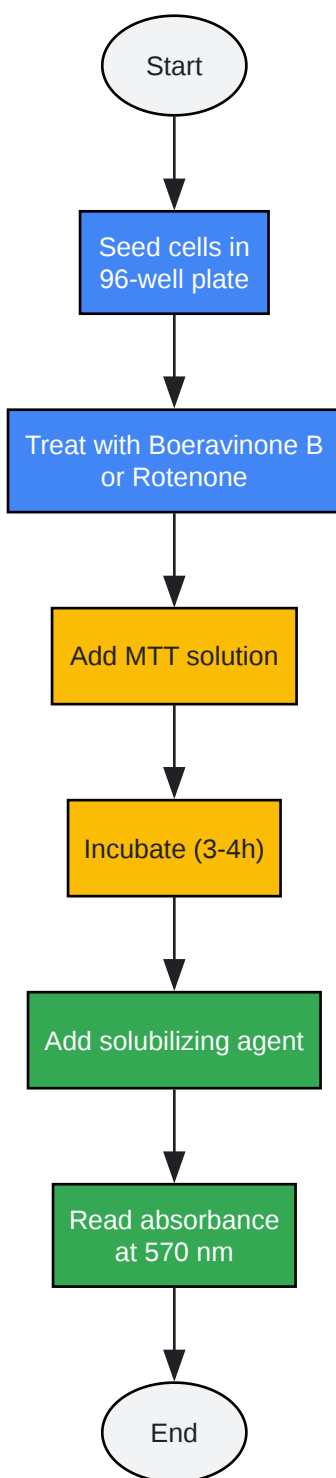 Start
Seed cells in
96-well plate
Treat with Boeravinone B
or Rotenone
Add MTT solution
Incubate (3-4h)
Add solubilizing agent
Read absorbance
at 570 nm
End